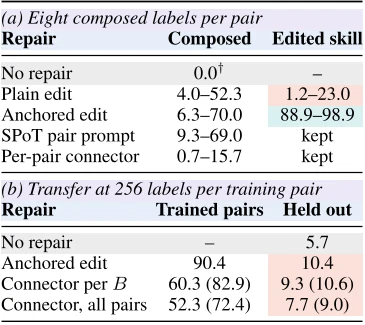 (a) Eight composed labels per pair
Repair Composed Edited skill
No repair 0.0† –
Plain edit 4.0–52.3 1.2–23.0
Anchored edit 6.3–70.0 88.9–98.9
SPoT pair prompt 9.3–69.0 kept
Per-pair connector 0.7–15.7 kept
(b) Transfer at 256 labels per training pair
Repair Trained pairs Held out
No repair – 5.7
Anchored edit 90.4 10.4
Connector per B 60.3 (82.9) 9.3 (10.6)
Connector, all pairs 52.3 (72.4) 7.7 (9.0)